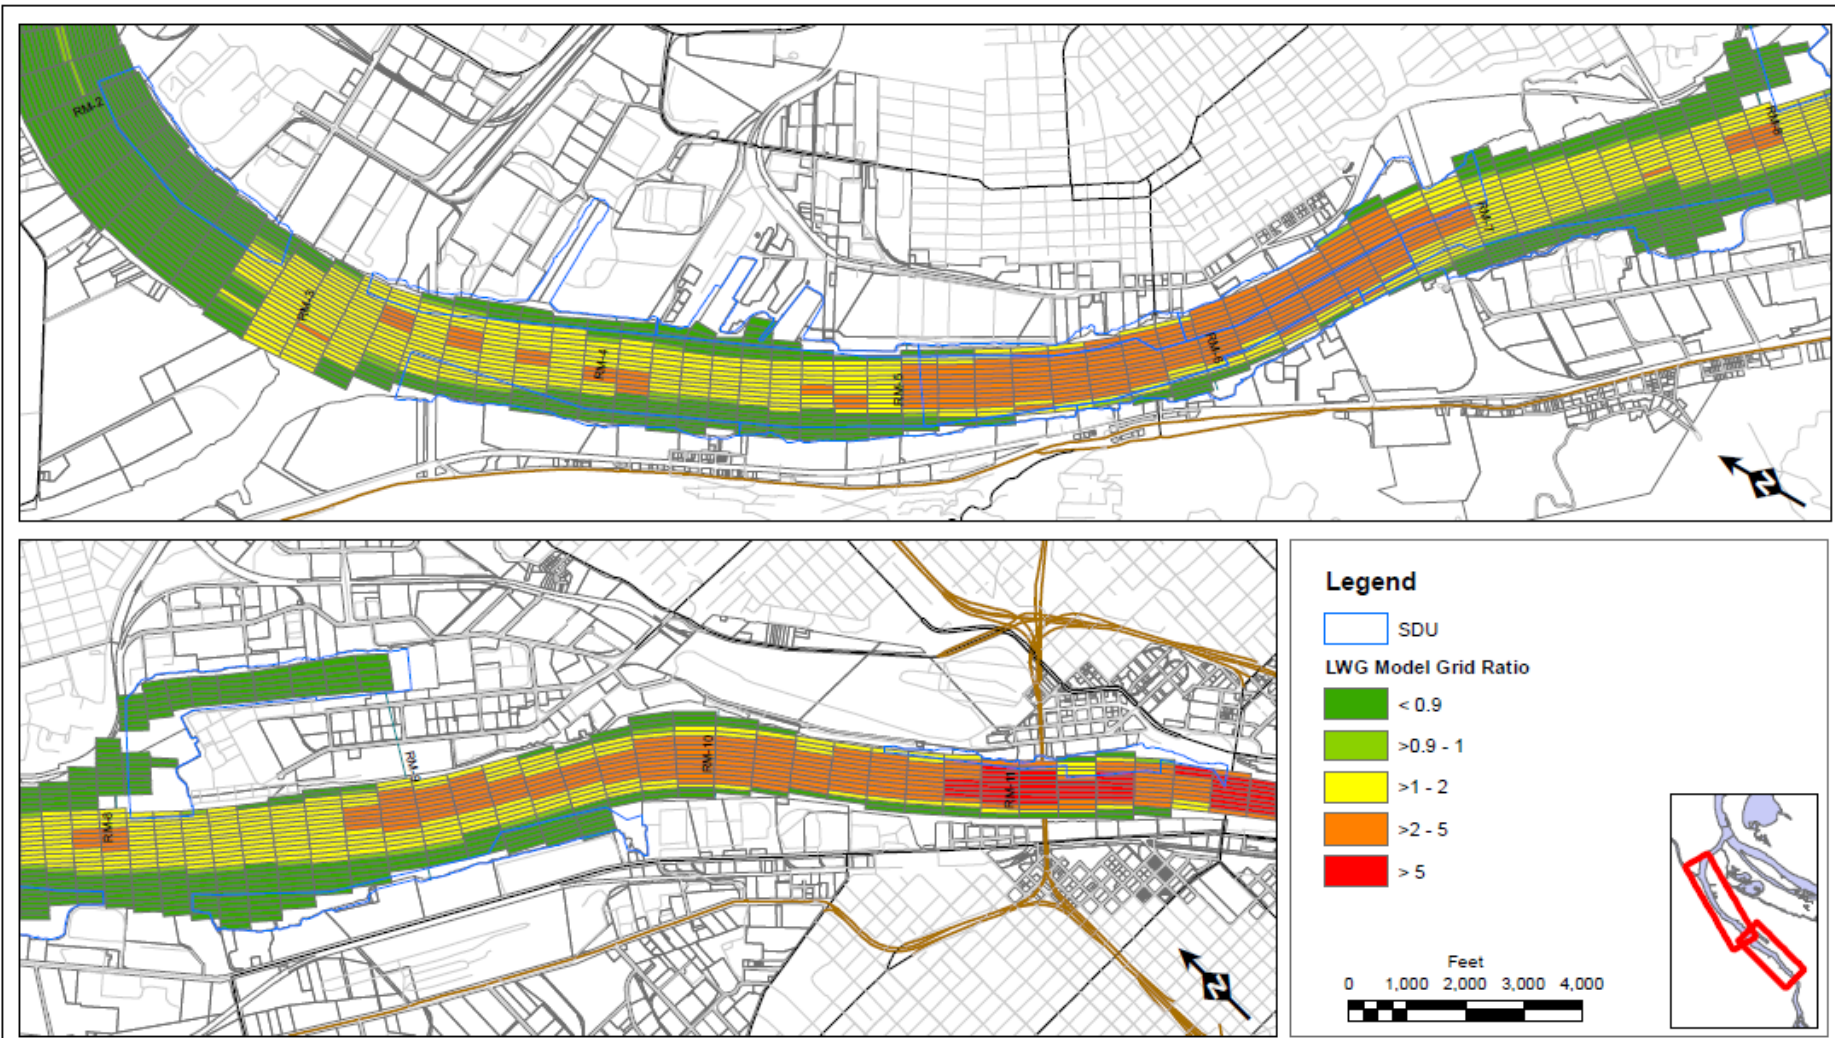 RM-2
RM-3
RM-4
RM-5
RM-6
RM-7
RM-8
N
RM-8
RM-9
RM-10
RM-11
N
Legend
SDU
LWG Model Grid Ratio
< 0.9
>0.9 - 1
>1 - 2
>2 - 5
> 5
Feet
0 1,000 2,000 3,000 4,000